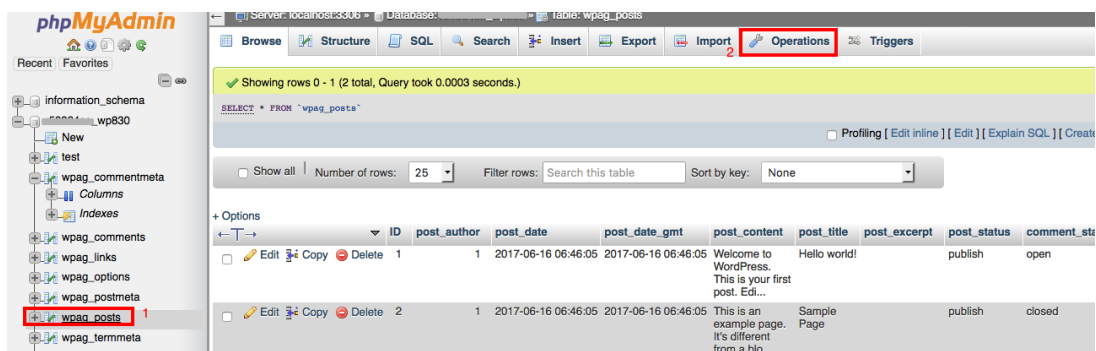 phpMyAdmin
Recent Favorites
information_schema
_wp830
New
test
wpag_commentmeta
Columns
Indexes
wpag_comments
wpag_links
wpag_options
wpag_postmeta
wpag_posts 1
wpag_termmeta
Server: localhost:3306 » Database: » Table: wpag_posts
Browse Structure SQL Search Insert Export Import 2 Operations Triggers
Showing rows 0 - 1 (2 total, Query took 0.0003 seconds.)
SELECT * FROM `wpag_posts`
Profiling [ Edit inline ] [ Edit ] [ Explain SQL ] [ Create
Show all | Number of rows: 25 Filter rows: Search this table Sort by key: None
+ Options
←T→ ID post_author post_date post_date_gmt post_content post_title post_excerpt post_status comment_sta
Edit Copy Delete 1 1 2017-06-16 06:46:05 2017-06-16 06:46:05 Welcome to Hello world! publish open
WordPress.
This is your first
post. Edi...
Edit Copy Delete 2 1 2017-06-16 06:46:05 2017-06-16 06:46:05 This is an Sample publish closed
example page. Page
It's different
from a blo